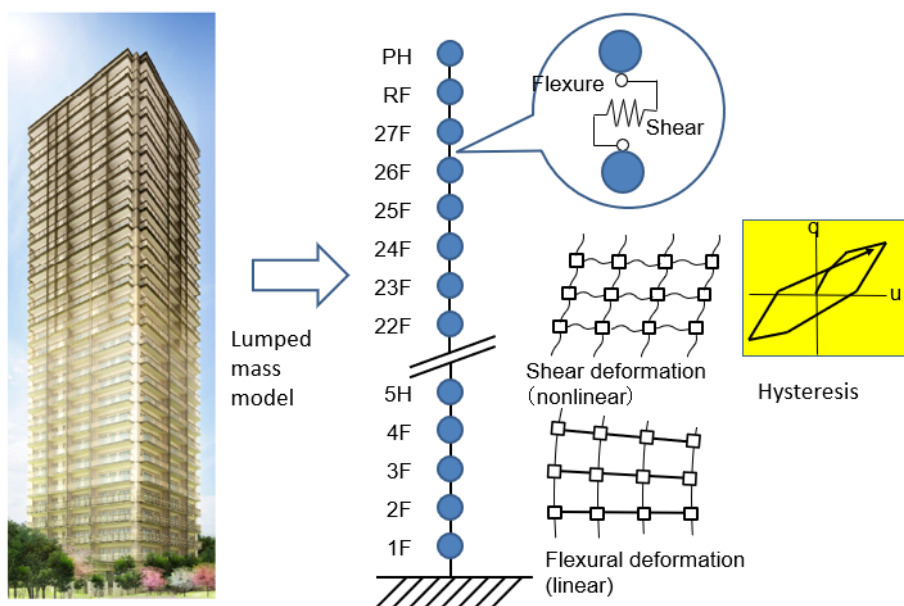 PH
RF
27F
26F
25F
24F
23F
22F
5H
4F
3F
2F
1F
Flexure
Shear
Lumped
mass
model
Shear deformation
(nonlinear)
Flexural deformation
(linear)
q
u
Hysteresis